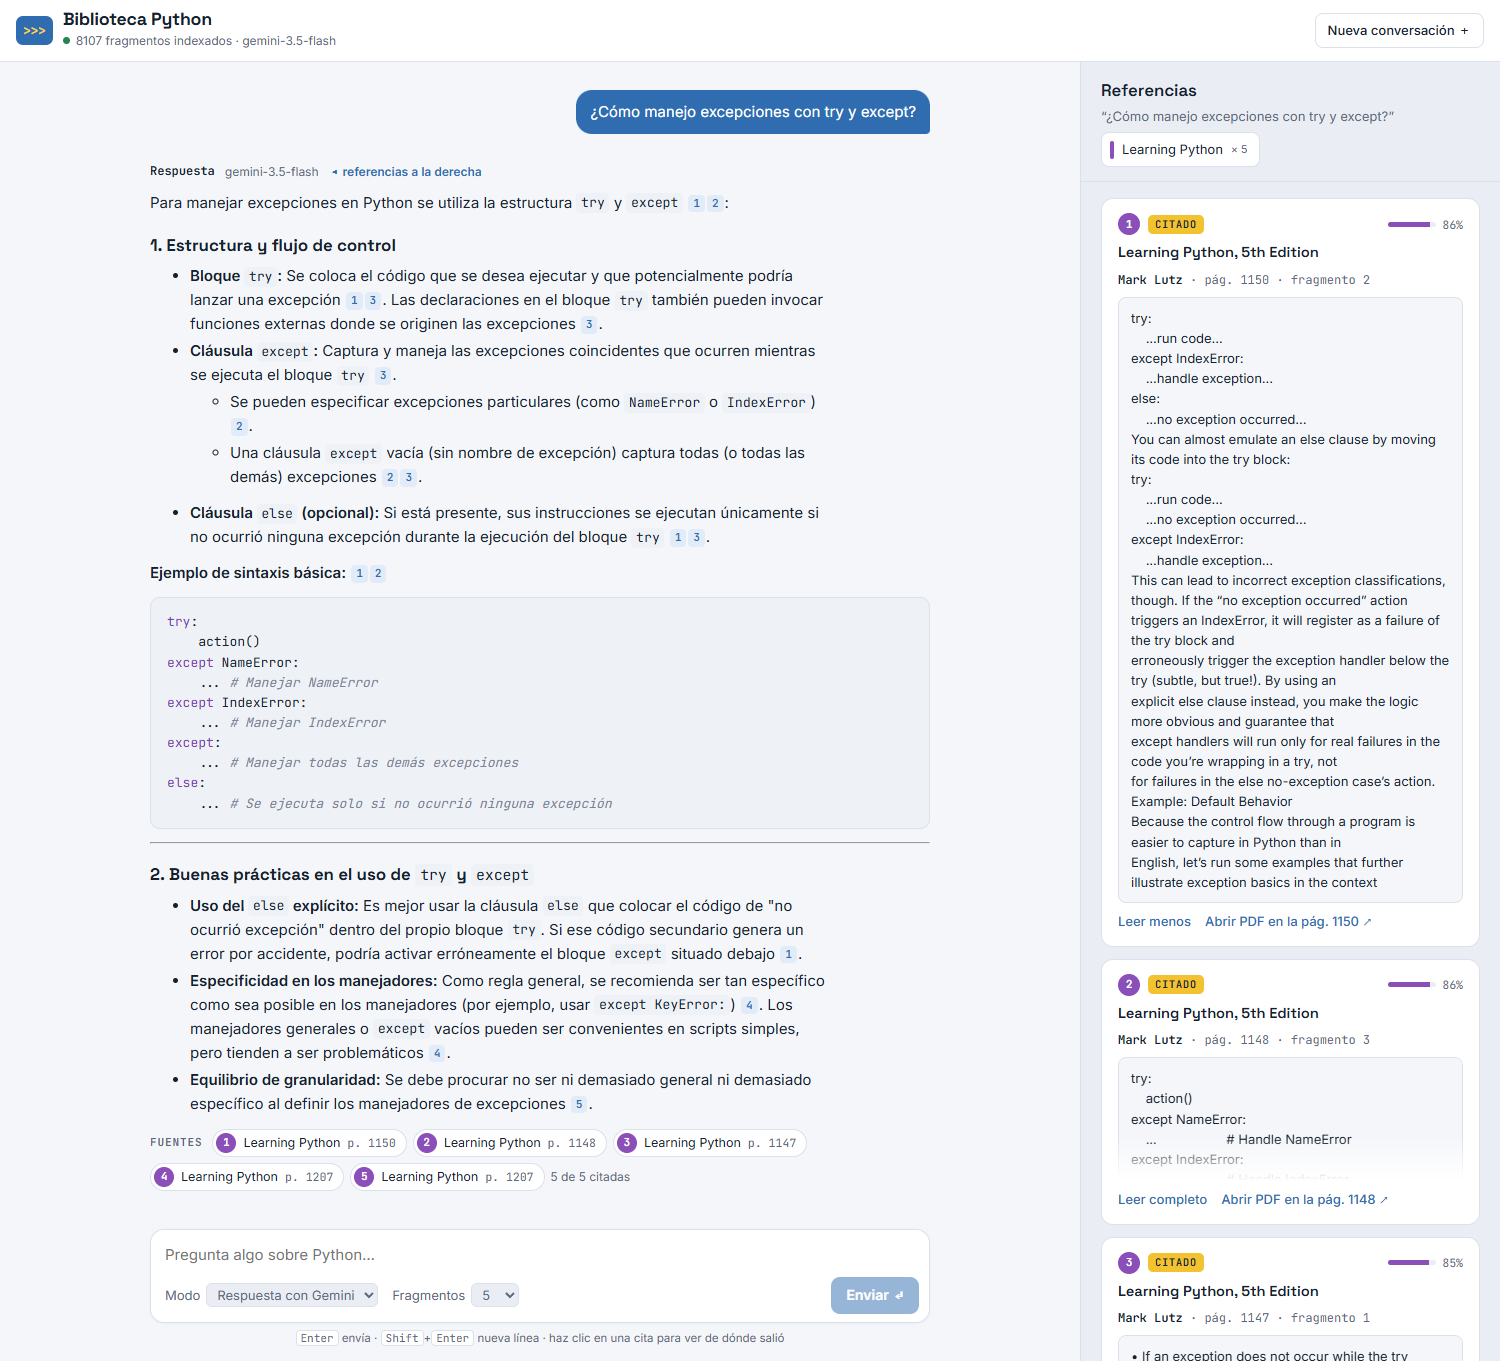 >>>
Biblioteca Python
8107 fragmentos indexados · gemini-3.5-flash
Nueva conversación +
¿Cómo manejo excepciones con try y except?
Respuesta gemini-3.5-flash ◂ referencias a la derecha
Para manejar excepciones en Python se utiliza la estructura try y except 1 2 :
1. Estructura y flujo de control
• Bloque try : Se coloca el código que se desea ejecutar y que potencialmente podría
lanzar una excepción 1 3 . Las declaraciones en el bloque try también pueden invocar
funciones externas donde se originen las excepciones 3 .
• Cláusula except : Captura y maneja las excepciones coincidentes que ocurren mientras
se ejecuta el bloque try 3 .
◦ Se pueden especificar excepciones particulares (como NameError o IndexError )
2 .
◦ Una cláusula except vacía (sin nombre de excepción) captura todas (o todas las
demás) excepciones 2 3 .
• Cláusula else (opcional): Si está presente, sus instrucciones se ejecutan únicamente si
no ocurrió ninguna excepción durante la ejecución del bloque try 1 3 .
Ejemplo de sintaxis básica: 1 2
try:
    action()
except NameError:
    ... # Manejar NameError
except IndexError:
    ... # Manejar IndexError
except:
    ... # Manejar todas las demás excepciones
else:
    ... # Se ejecuta solo si no ocurrió ninguna excepción
2. Buenas prácticas en el uso de try y except
• Uso del else explícito: Es mejor usar la cláusula else que colocar el código de "no
ocurrió excepción" dentro del propio bloque try . Si ese código secundario genera un
error por accidente, podría activar erróneamente el bloque except situado debajo 1 .
• Especificidad en los manejadores: Como regla general, se recomienda ser tan específico
como sea posible en los manejadores (por ejemplo, usar except KeyError: ) 4 . Los
manejadores generales o except vacíos pueden ser convenientes en scripts simples,
pero tienden a ser problemáticos 4 .
• Equilibrio de granularidad: Se debe procurar no ser ni demasiado general ni demasiado
específico al definir los manejadores de excepciones 5 .
FUENTES 1 Learning Python p. 1150 2 Learning Python p. 1148 3 Learning Python p. 1147
4 Learning Python p. 1207 5 Learning Python p. 1207 5 de 5 citadas
Pregunta algo sobre Python...
Modo Respuesta con Gemini Fragmentos 5 Enviar ⏎
Enter envía · Shift+Enter nueva línea · haz clic en una cita para ver de dónde salió
Referencias
“¿Cómo manejo excepciones con try y except?”
Learning Python × 5
1 CITADO 86%
Learning Python, 5th Edition
Mark Lutz · pág. 1150 · fragmento 2
try:
    ...run code...
except IndexError:
    ...handle exception...
else:
    ...no exception occurred...
You can almost emulate an else clause by moving
its code into the try block:
try:
    ...run code...
    ...no exception occurred...
except IndexError:
    ...handle exception...
This can lead to incorrect exception classifications,
though. If the “no exception occurred” action
triggers an IndexError, it will register as a failure of
the try block and
erroneously trigger the exception handler below the
try (subtle, but true!). By using an
explicit else clause instead, you make the logic
more obvious and guarantee that
except handlers will run only for real failures in the
code you’re wrapping in a try, not
for failures in the else no-exception case’s action.
Example: Default Behavior
Because the control flow through a program is
easier to capture in Python than in
English, let’s run some examples that further
illustrate exception basics in the context
Leer menos Abrir PDF en la pág. 1150 ↗
2 CITADO 86%
Learning Python, 5th Edition
Mark Lutz · pág. 1148 · fragmento 3
try:
    action()
except NameError:
    ... # Handle NameError
except IndexError:
    ... # Handle IndexError
Leer completo Abrir PDF en la pág. 1148 ↗
3 CITADO 85%
Learning Python, 5th Edition
Mark Lutz · pág. 1147 · fragmento 1
• If an exception does not occur while the try